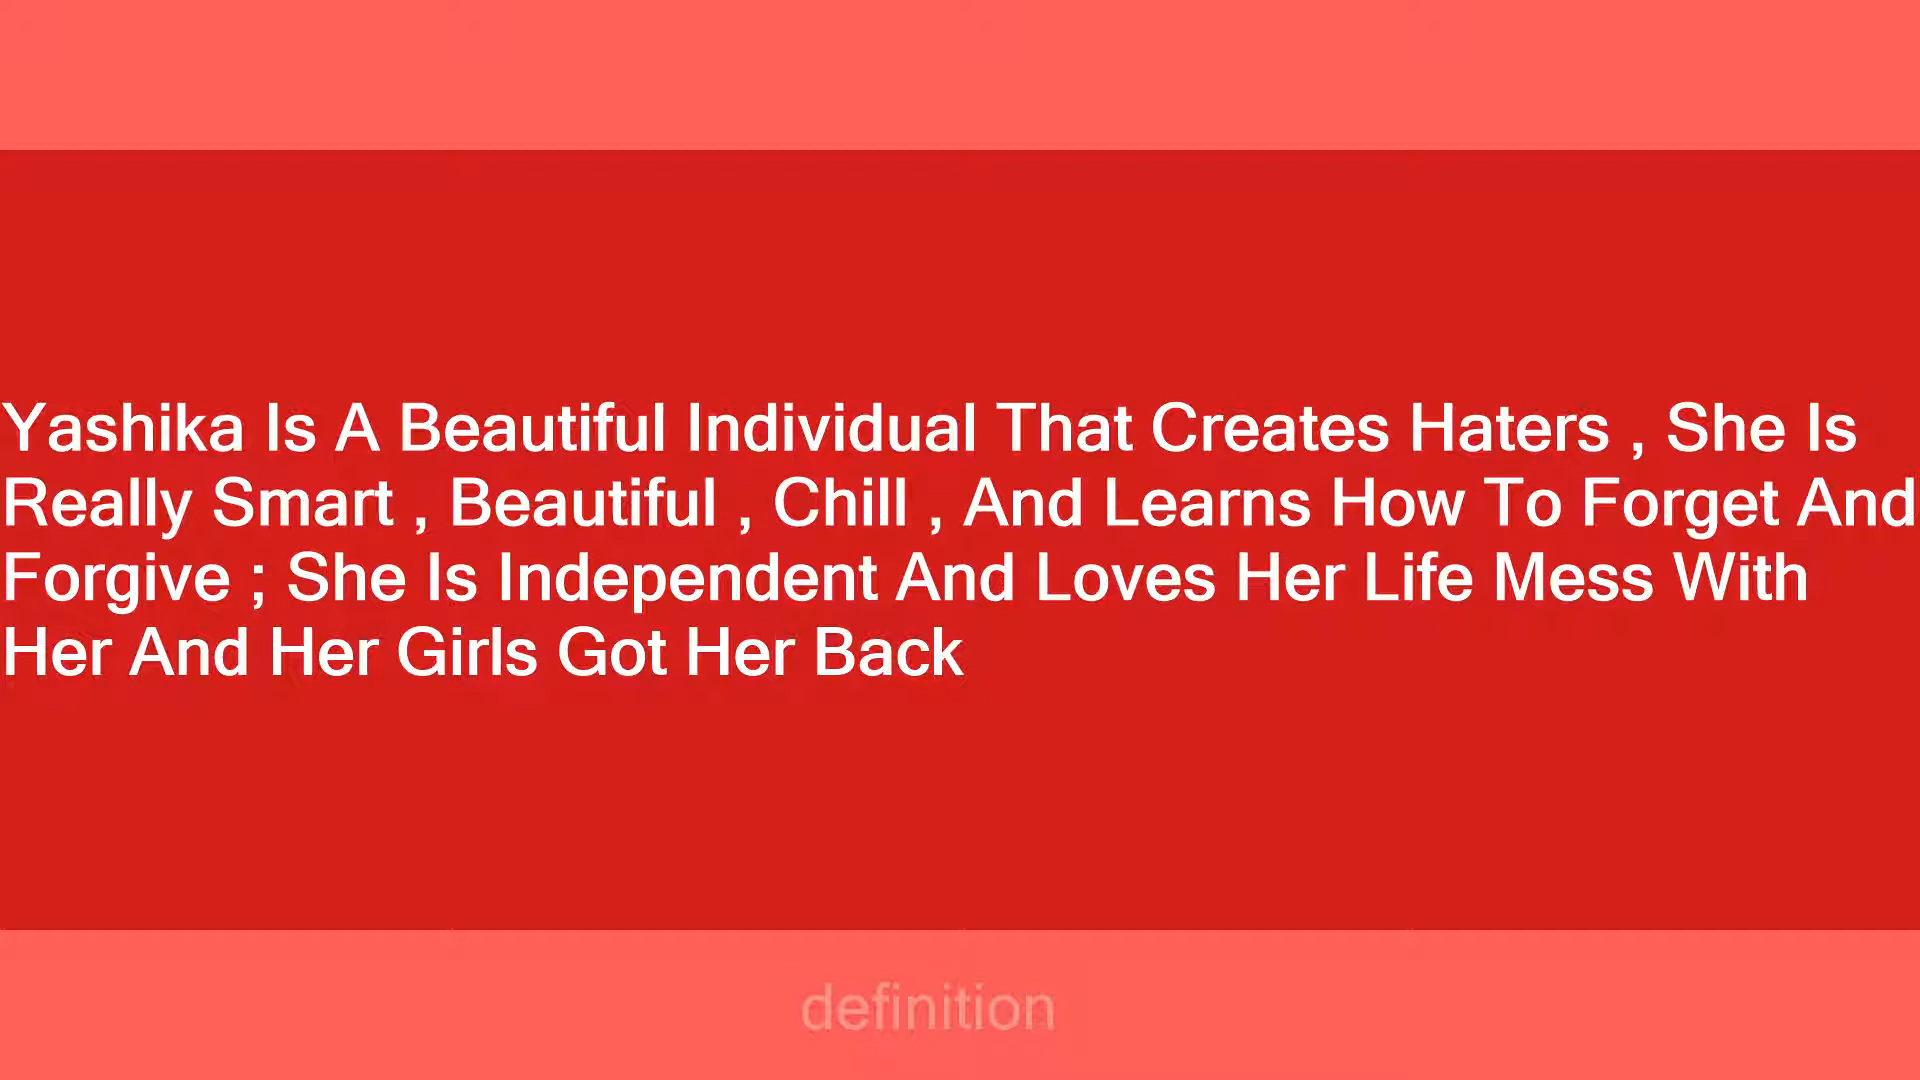 Yashika Is A Beautiful Individual That Creates Haters , She Is
Really Smart , Beautiful , Chill , And Learns How To Forget And
Forgive ; She Is Independent And Loves Her Life Mess With
Her And Her Girls Got Her Back
definition